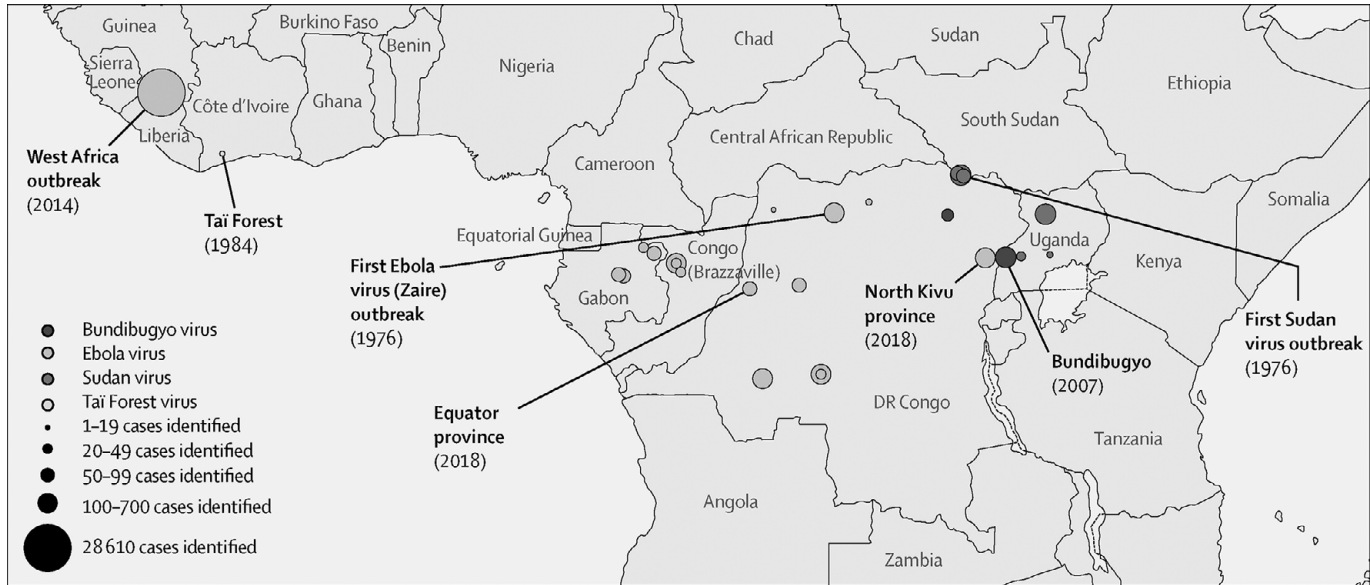 Guinea
Burkino Faso
Benin
Nigeria
Chad
Sudan
Ethiopia
Sierra
Leone
Côte d'Ivoire
Ghana
Liberia
Cameroon
Central African Republic
South Sudan
Somalia
West Africa
outbreak
(2014)
Taï Forest
(1984)
Equatorial Guinea
Congo
(Brazzaville)
Gabon
Uganda
Kenya
First Ebola
virus (Zaire)
outbreak
(1976)
North Kivu
province
(2018)
Bundibugyo
(2007)
First Sudan
virus outbreak
(1976)
Equator
province
(2018)
DR Congo
Tanzania
Angola
Zambia
Bundibugyo virus
Ebola virus
Sudan virus
Taï Forest virus
1–19 cases identified
20–49 cases identified
50–99 cases identified
100–700 cases identified
28 610 cases identified